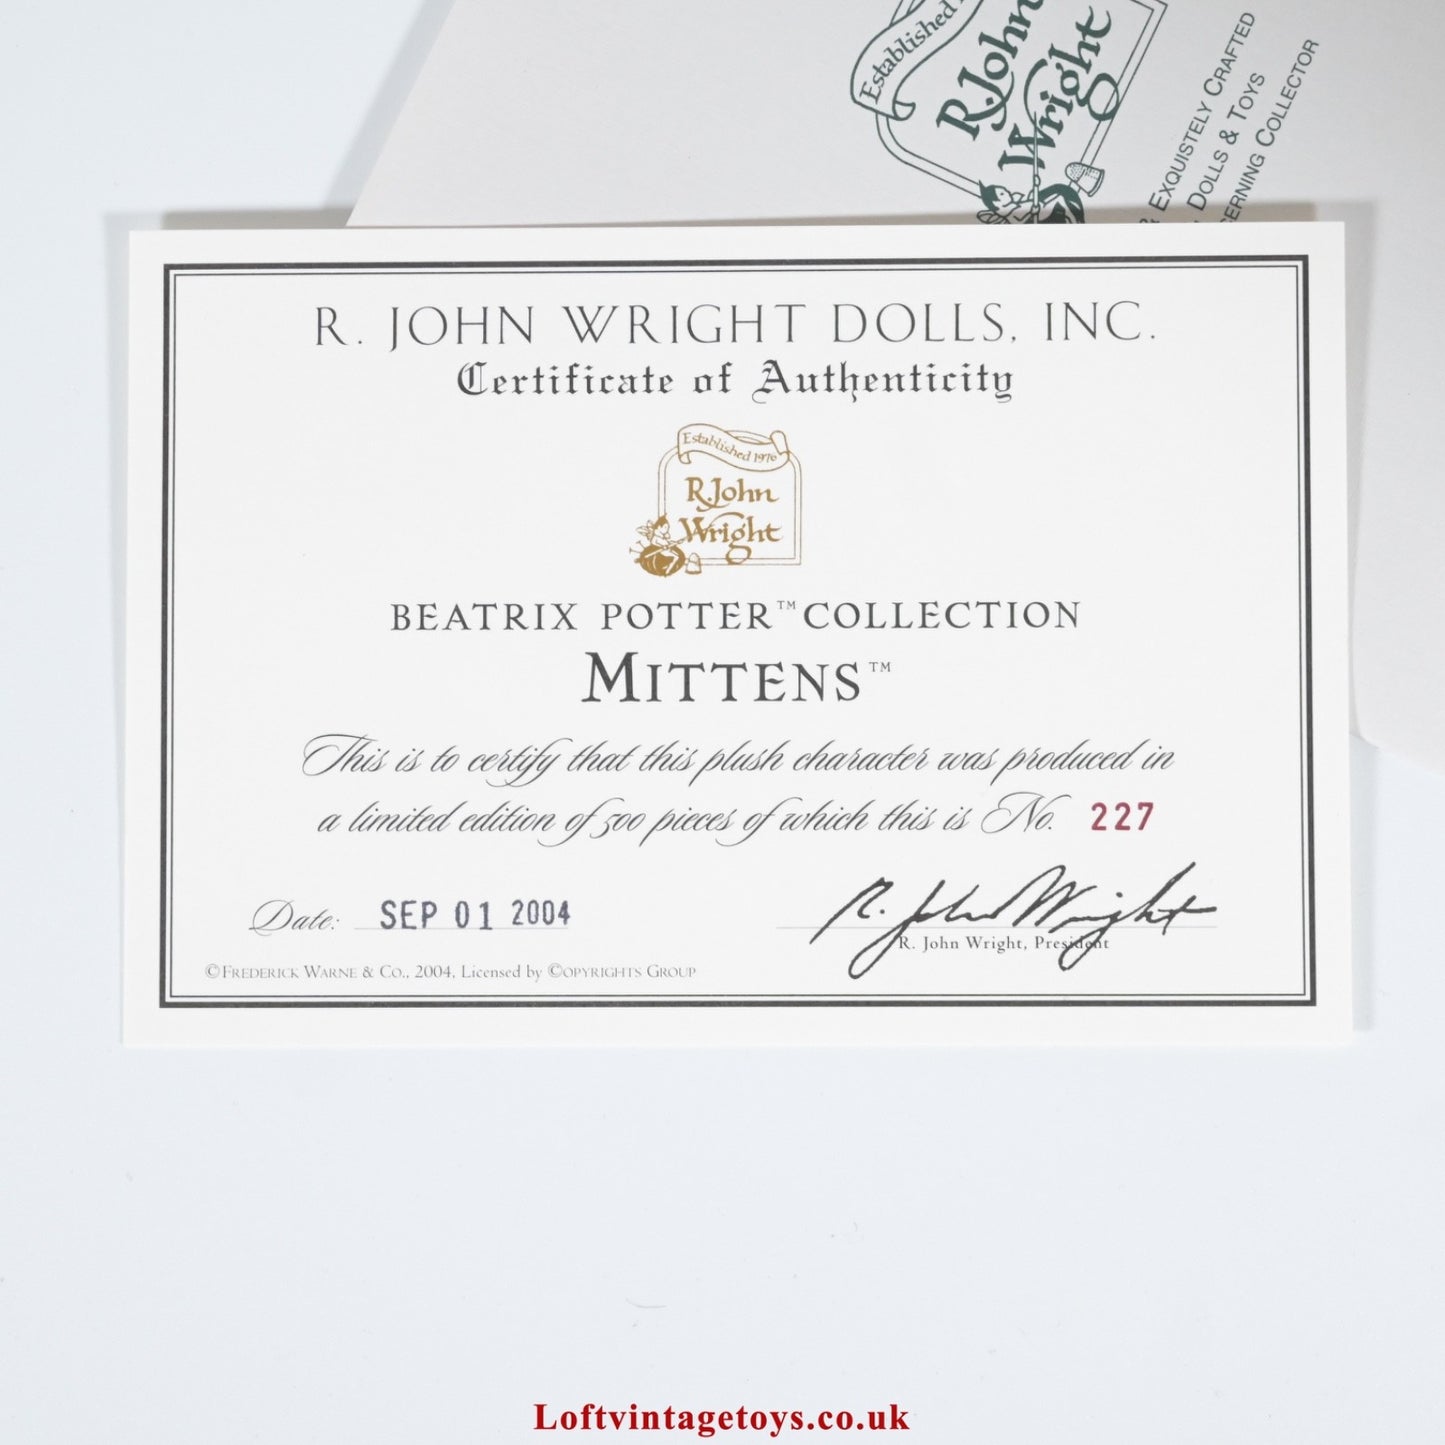 Established
R. John
Wright
& EXQUISTELY CRAFTED
DOLLS & TOYS
COLLECTOR
R. JOHN WRIGHT DOLLS, INC.
Certificate of Authenticity
Established 1976
R. John
Wright
BEATRIX POTTER™ COLLECTION
MITTENS™
This is to certify that this plush character was produced in
a limited edition of 500 pieces of which this is No. 227
Date: SEP 01 2004
R. John Wright
R. John Wright, President
©FREDERICK WARNE & CO., 2004, Licensed by ©OPYRIGHTS GROUP
Loftvintagetoys.co.uk